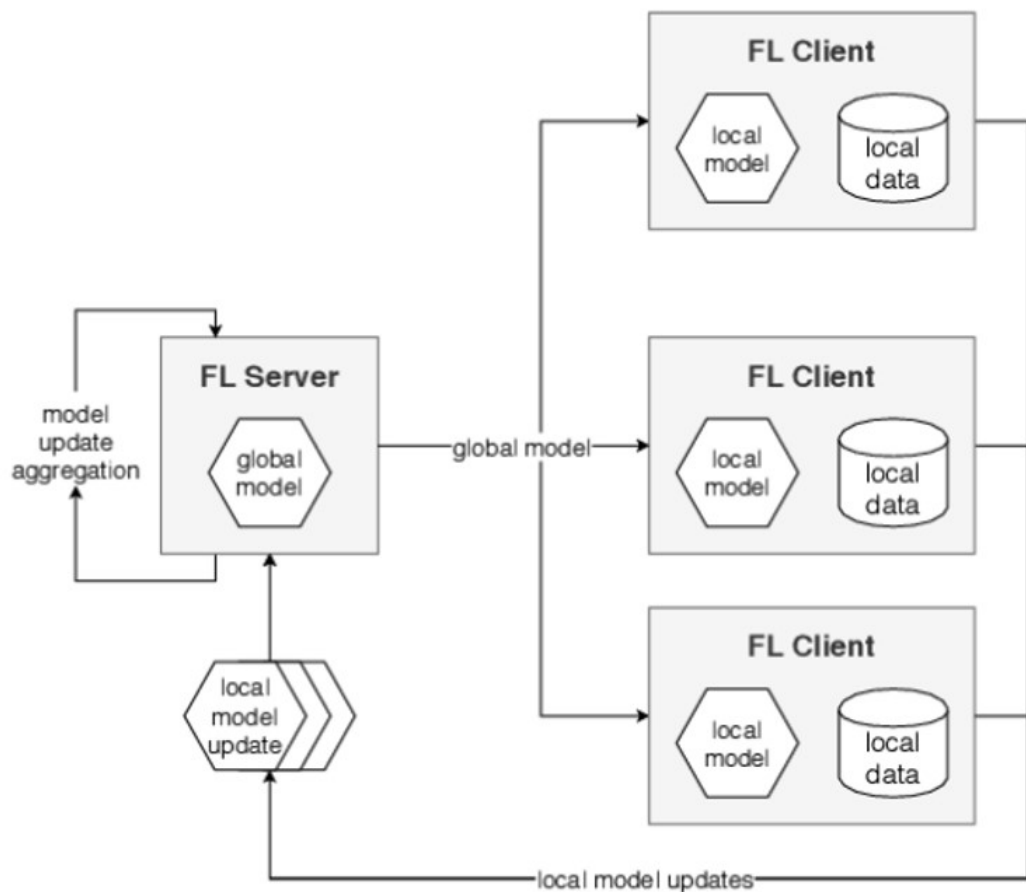 FL Client
local
model
local
data
FL Server
global
model
model
update
aggregation
global model
FL Client
local
model
local
data
local
model
update
FL Client
local
model
local
data
local model updates